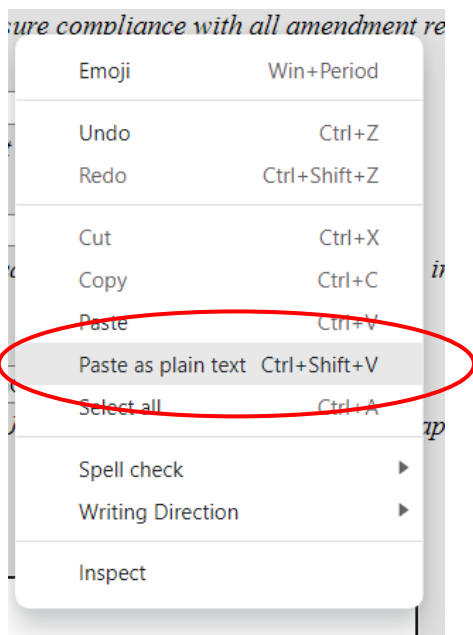 sure compliance with all amendment re
Emoji Win+Period
Undo Ctrl+Z
Redo Ctrl+Shift+Z
Cut Ctrl+X
Copy Ctrl+C
Paste Ctrl+V
Paste as plain text Ctrl+Shift+V
Select all Ctrl+A
Spell check
Writing Direction
Inspect